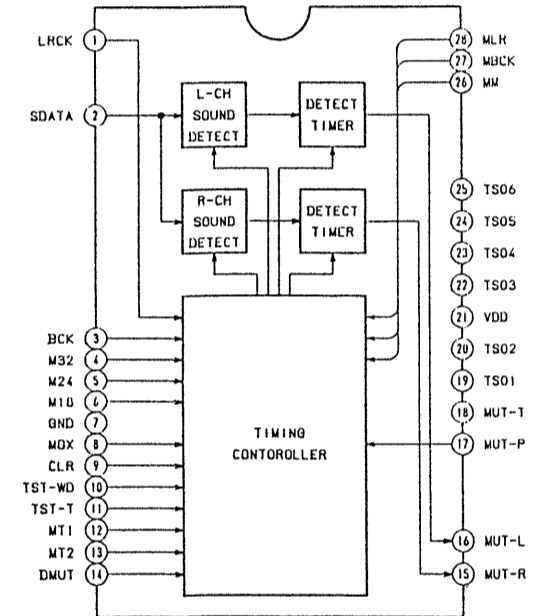 LRCK 1
28 MLR
27 MBCK
26 MM
SDATA 2
L-CH
SOUND
DETECT
DETECT
TIMER
R-CH
SOUND
DETECT
DETECT
TIMER
25 TSO6
24 TSO5
23 TSO4
22 TSO3
21 VDD
20 TSO2
19 TSO1
18 MUT-T
17 MUT-P
16 MUT-L
15 MUT-R
BCK 3
M32 4
M24 5
M18 6
GND 7
MOX 8
CLR 9
TST-WD 10
TST-T 11
MT1 12
MT2 13
DMUT 14
TIMING
CONTOROLLER